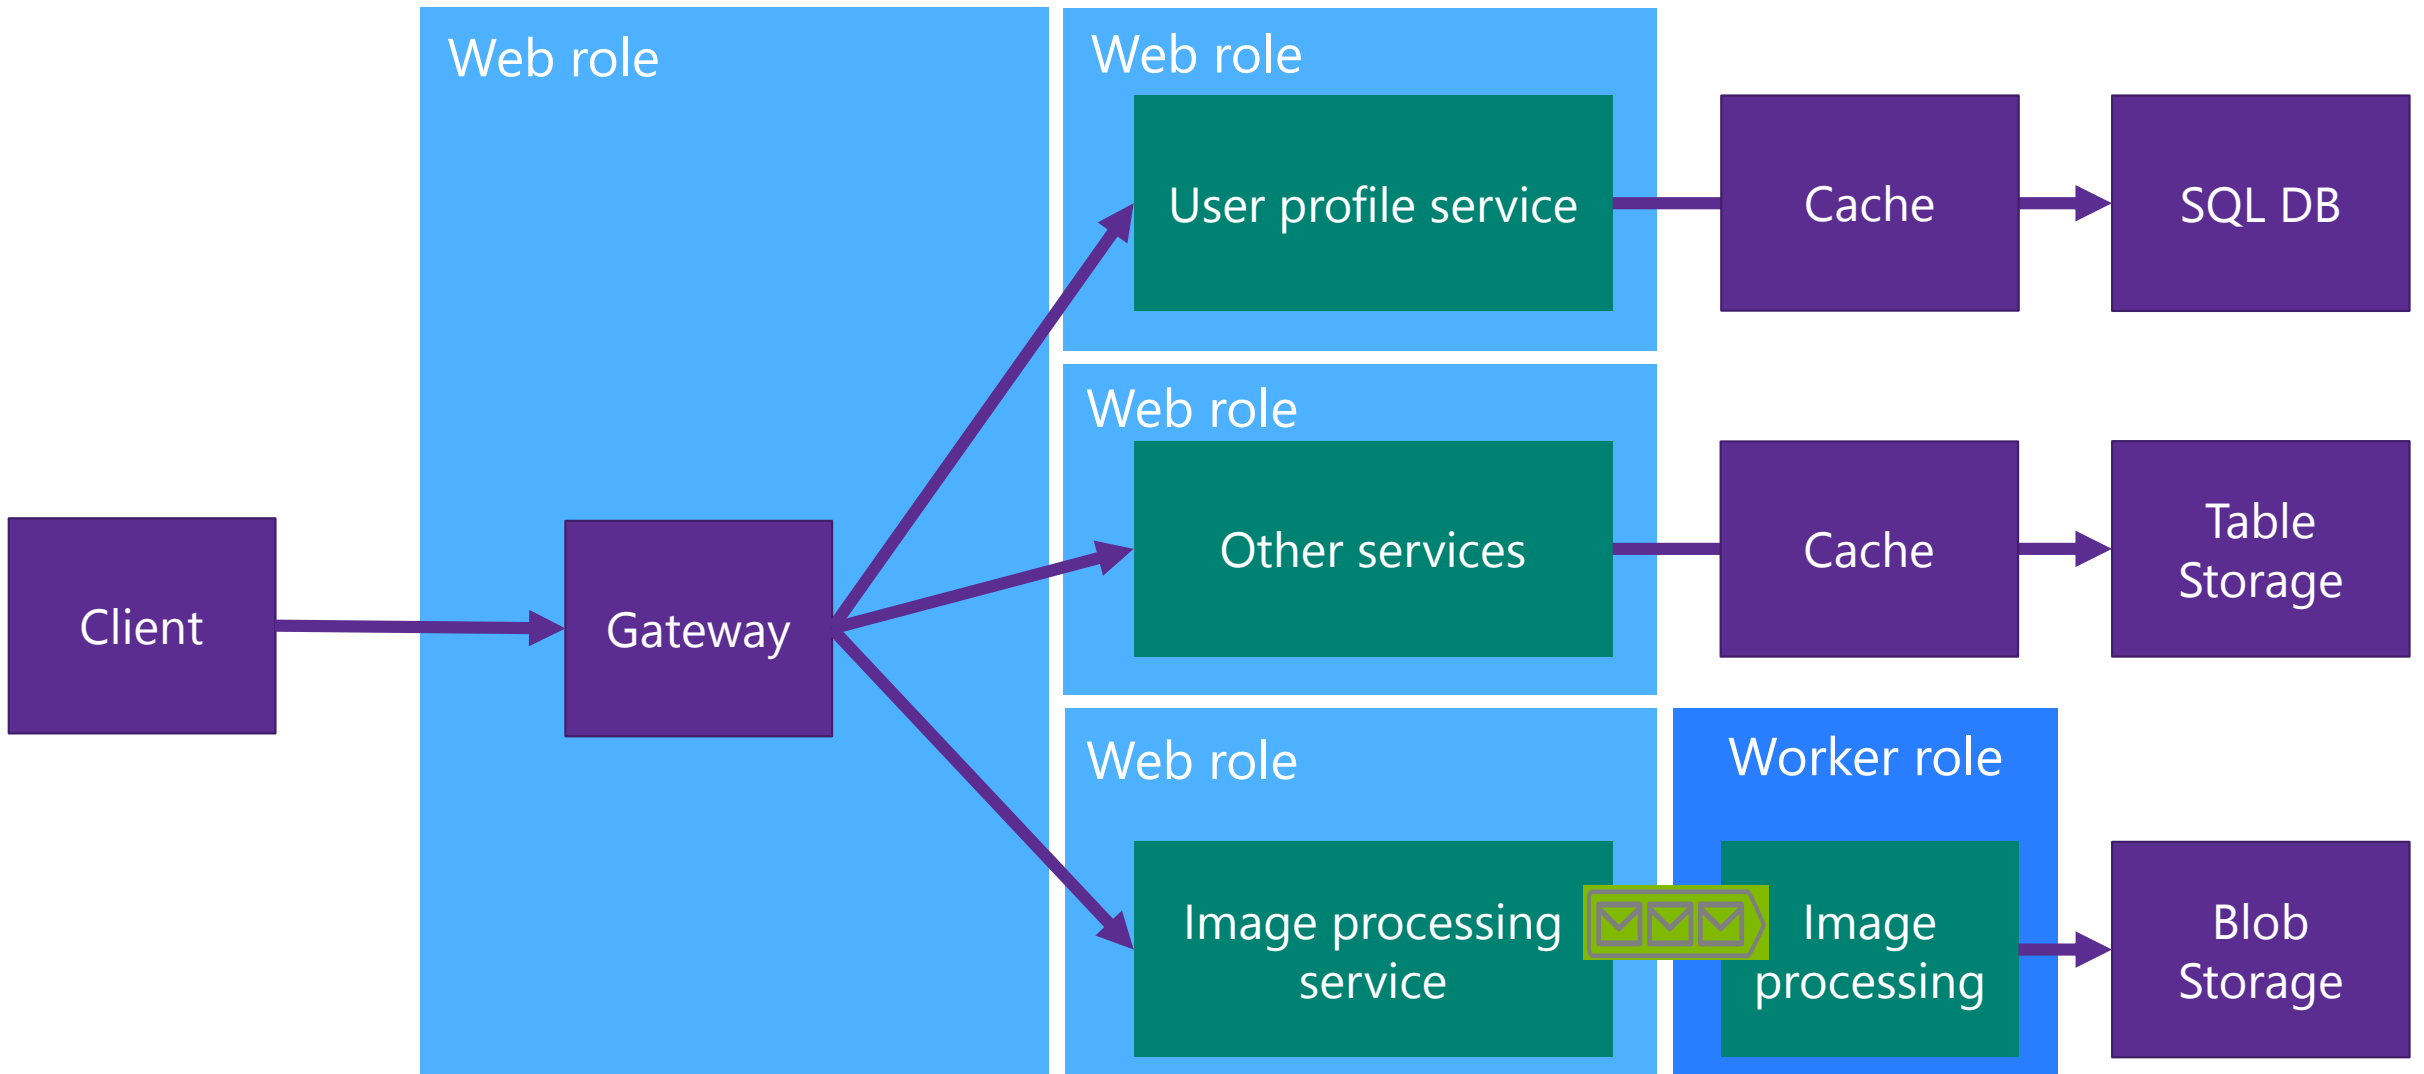 Web role
Web role
User profile service
Cache
SQL DB
Web role
Other services
Cache
Table
Storage
Client
Gateway
Web role
Image processing
service
Worker role
Image
processing
Blob
Storage